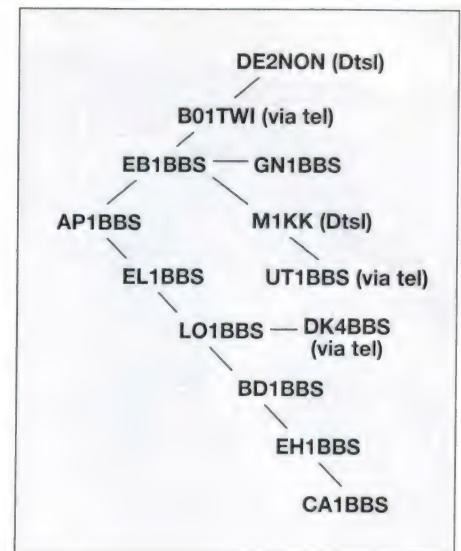 DE2NON (Dtsl)
B01TWI (via tel)
EB1BBS GN1BBS
AP1BBS M1KK (Dtsl)
EL1BBS UT1BBS (via tel)
LO1BBS DK4BBS
(via tel)
BD1BBS
EH1BBS
CA1BBS